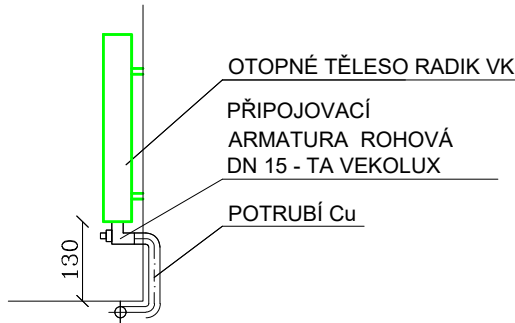 OTOPNÉ TĚLESO RADIK VK
PŘIPOJOVACÍ
ARMATURA ROHOVÁ
DN 15 - TA VEKOLUX
POTRUBÍ Cu
130